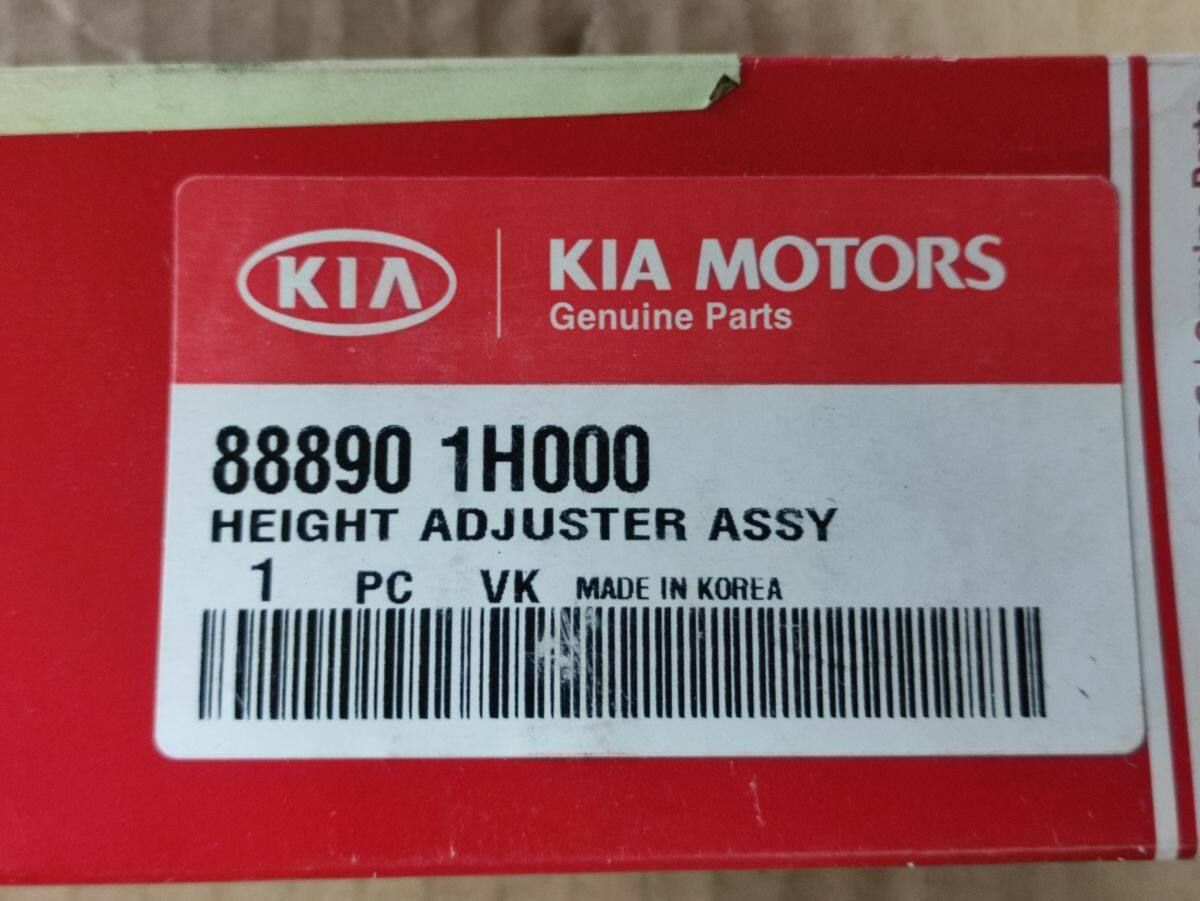 KIA
KIA MOTORS
Genuine Parts
88890 1H000
HEIGHT ADJUSTER ASSY
1 PC VK MADE IN KOREA